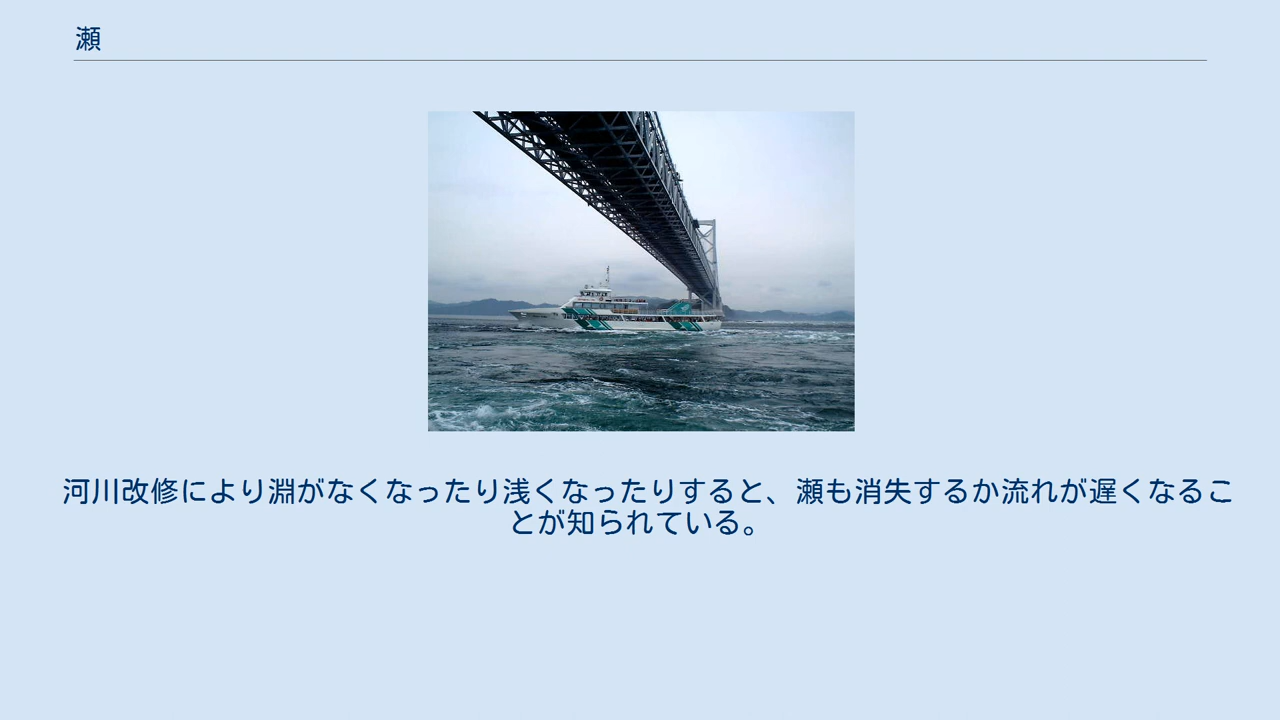 瀬
河川改修により淵がなくなったり浅くなったりすると、瀬も消失するか流れが遅くなるこ
とが知られている。